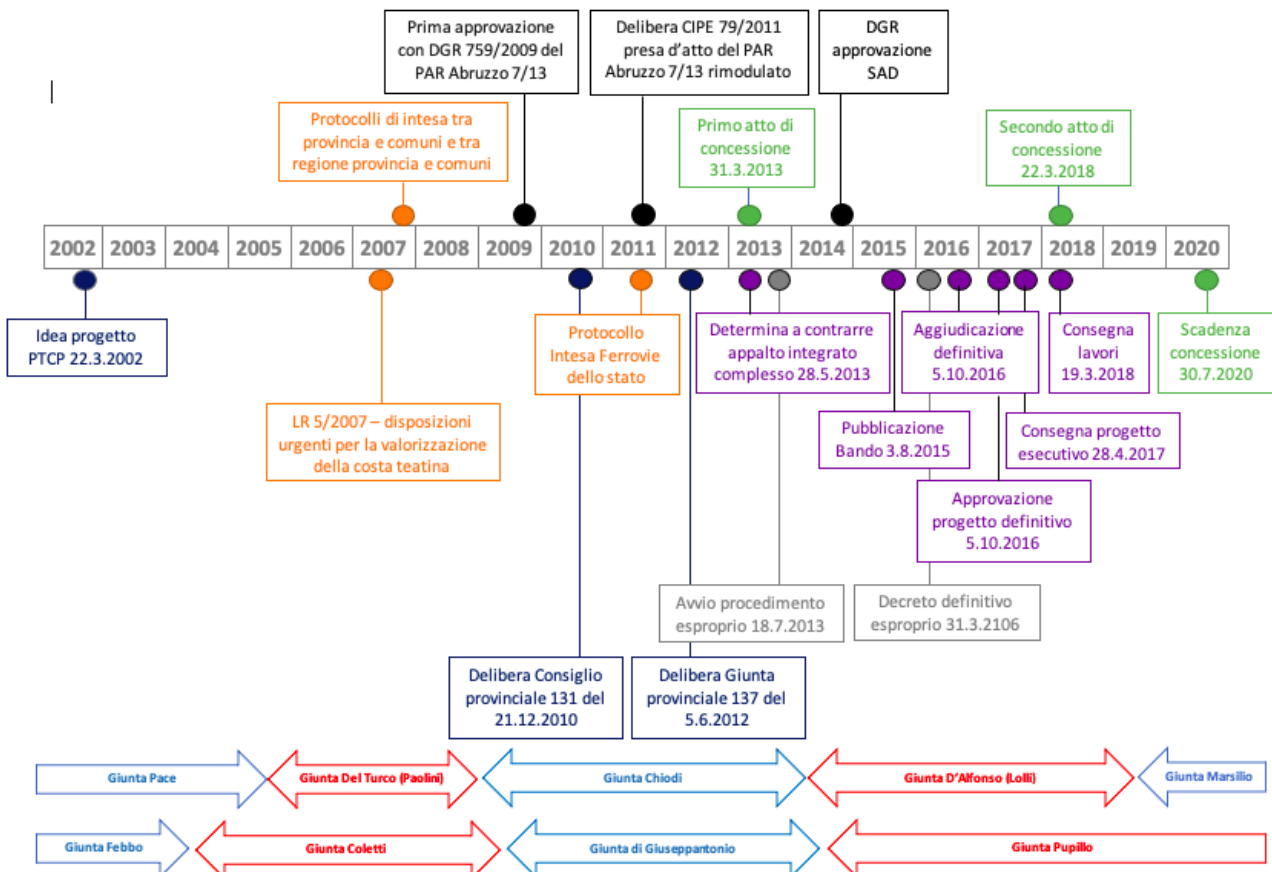 Prima approvazione
con DGR 759/2009 del
PAR Abruzzo 7/13
Delibera CIPE 79/2011
presa d'atto del PAR
Abruzzo 7/13 rimodulato
DGR
approvazione
SAD
Protocolli di intesa tra
provincia e comuni e tra
regione provincia e comuni
Primo atto di
concessione
31.3.2013
Secondo atto di
concessione
22.3.2018
2002 2003 2004 2005 2006 2007 2008 2009 2010 2011 2012 2013 2014 2015 2016 2017 2018 2019 2020
Idea progetto
PTCP 22.3.2002
Protocollo
Intesa Ferrovie
dello stato
Determina a contrarre
appalto integrato
complesso 28.5.2013
Aggiudicazione
definitiva
5.10.2016
Consegna
lavori
19.3.2018
Scadenza
concessione
30.7.2020
LR 5/2007 – disposizioni
urgenti per la valorizzazione
della costa teatina
Pubblicazione
Bando 3.8.2015
Consegna progetto
esecutivo 28.4.2017
Approvazione
progetto definitivo
5.10.2016
Avvio procedimento
esproprio 18.7.2013
Decreto definitivo
esproprio 31.3.2106
Delibera Consiglio
provinciale 131 del
21.12.2010
Delibera Giunta
provinciale 137 del
5.6.2012
Giunta Pace
Giunta Del Turco (Paolini)
Giunta Chiodi
Giunta D'Alfonso (Lolli)
Giunta Marsilio
Giunta Febbo
Giunta Coletti
Giunta di Giuseppantonio
Giunta Pupillo